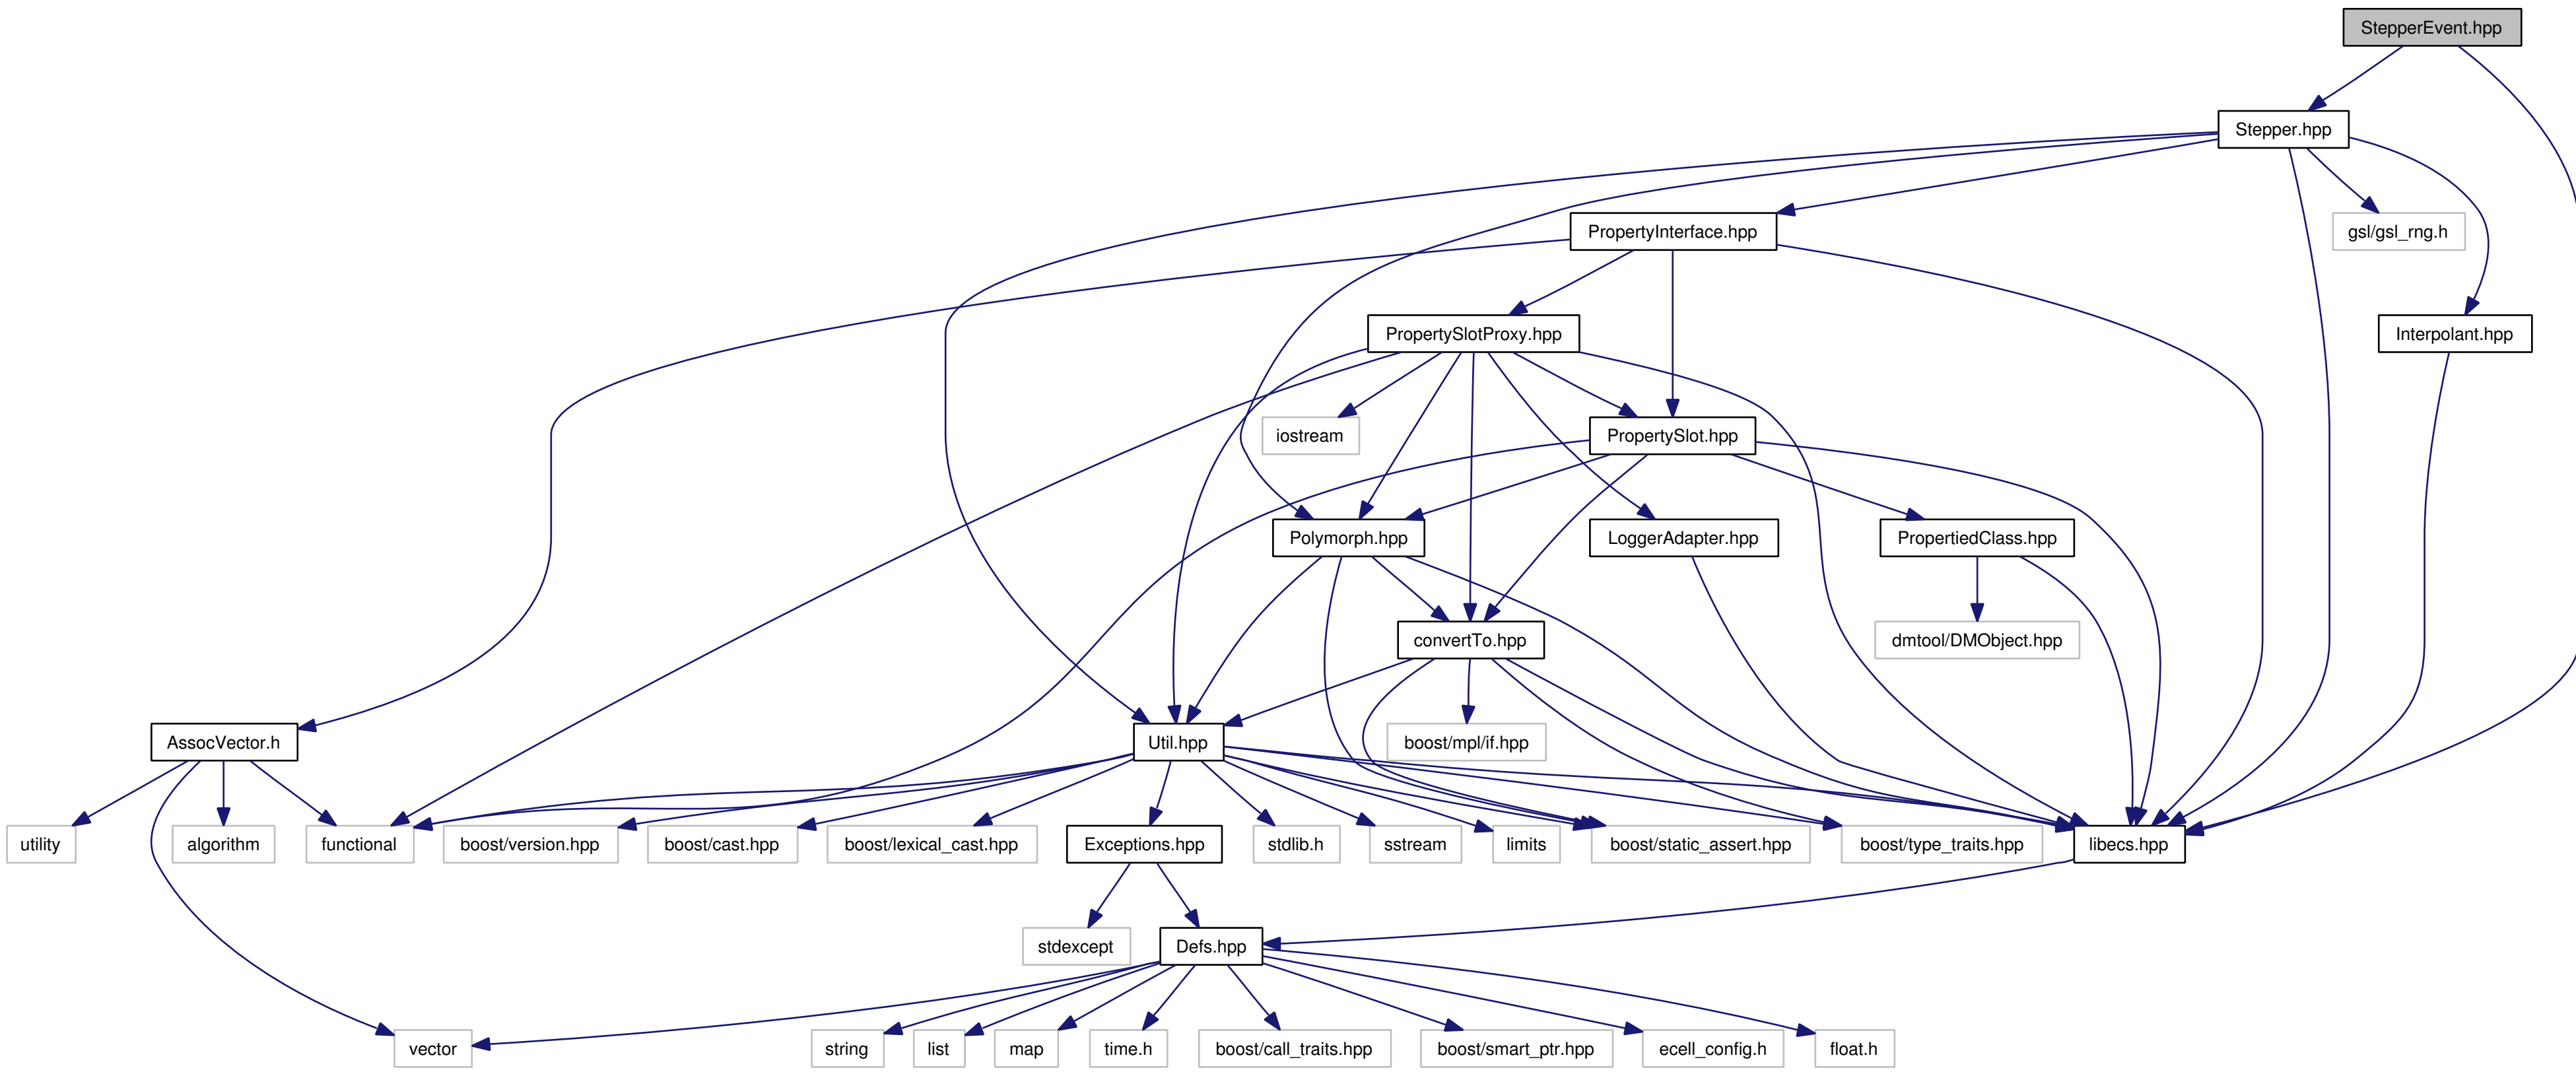 StepperEvent.hpp
Stepper.hpp
PropertyInterface.hpp
gsl/gsl_rng.h
PropertySlotProxy.hpp
Interpolant.hpp
iostream
PropertySlot.hpp
Polymorph.hpp
LoggerAdapter.hpp
PropertiedClass.hpp
convertTo.hpp
dmtool/DMObject.hpp
AssocVector.h
Util.hpp
boost/mpl/if.hpp
utility
algorithm
functional
boost/version.hpp
boost/cast.hpp
boost/lexical_cast.hpp
Exceptions.hpp
stdlib.h
sstream
limits
boost/static_assert.hpp
boost/type_traits.hpp
libecs.hpp
stdexcept
Defs.hpp
vector
string
list
map
time.h
boost/call_traits.hpp
boost/smart_ptr.hpp
ecell_config.h
float.h